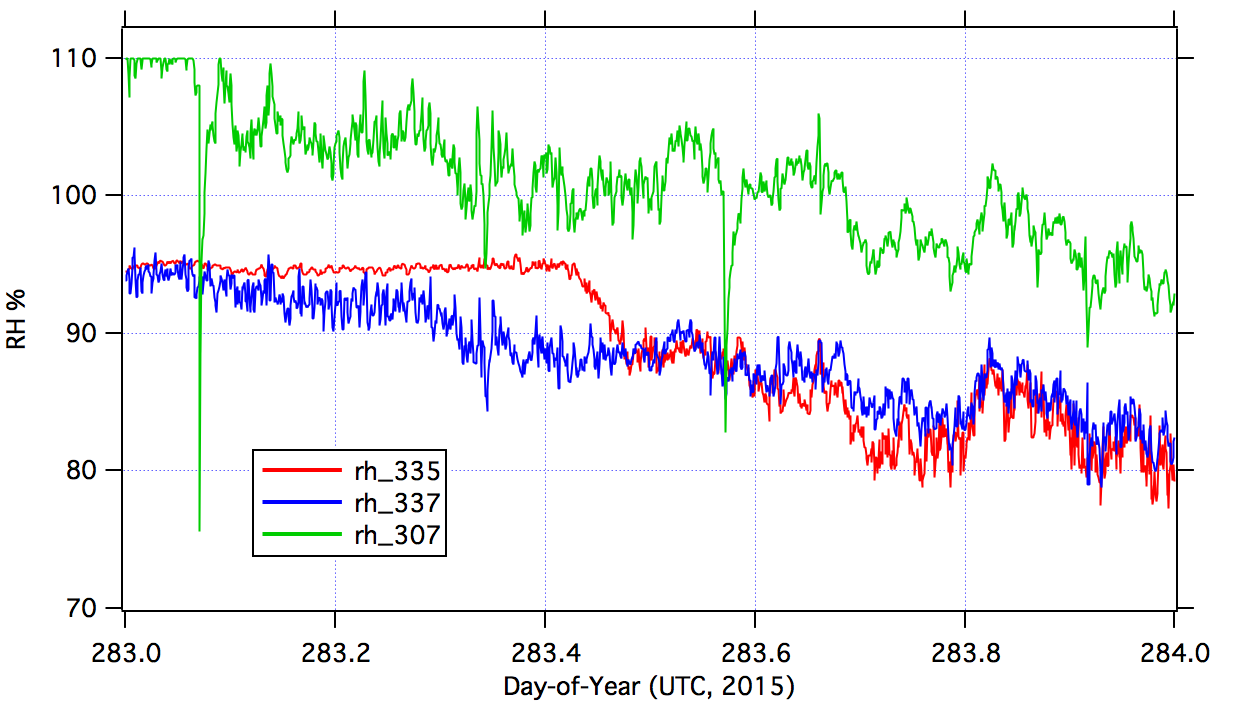 110
100
90
80
70
RH %
rh_335
rh_337
rh_307
283.0 283.2 283.4 283.6 283.8 284.0
Day-of-Year (UTC, 2015)